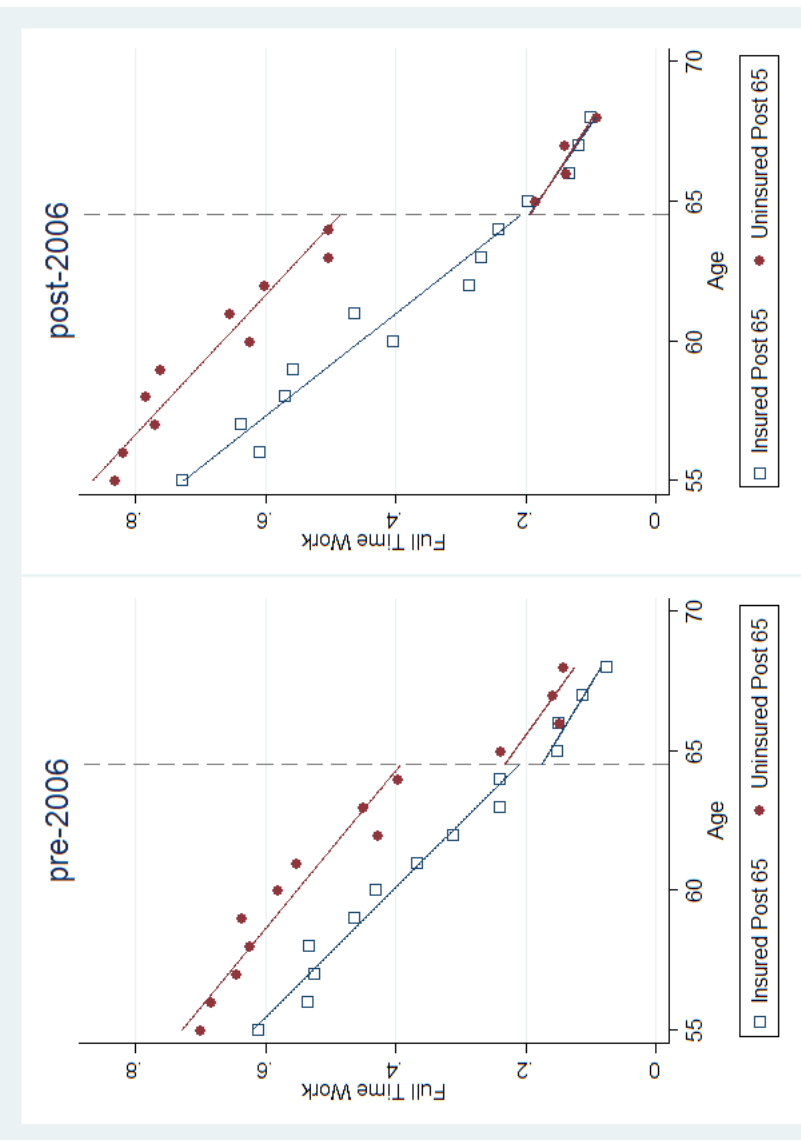 pre-2006
.8
.6
.4
.2
0
Full Time Work
55 60 65 70
Age
Insured Post 65 Uninsured Post 65
post-2006
.8
.6
.4
.2
0
Full Time Work
55 60 65 70
Age
Insured Post 65 Uninsured Post 65